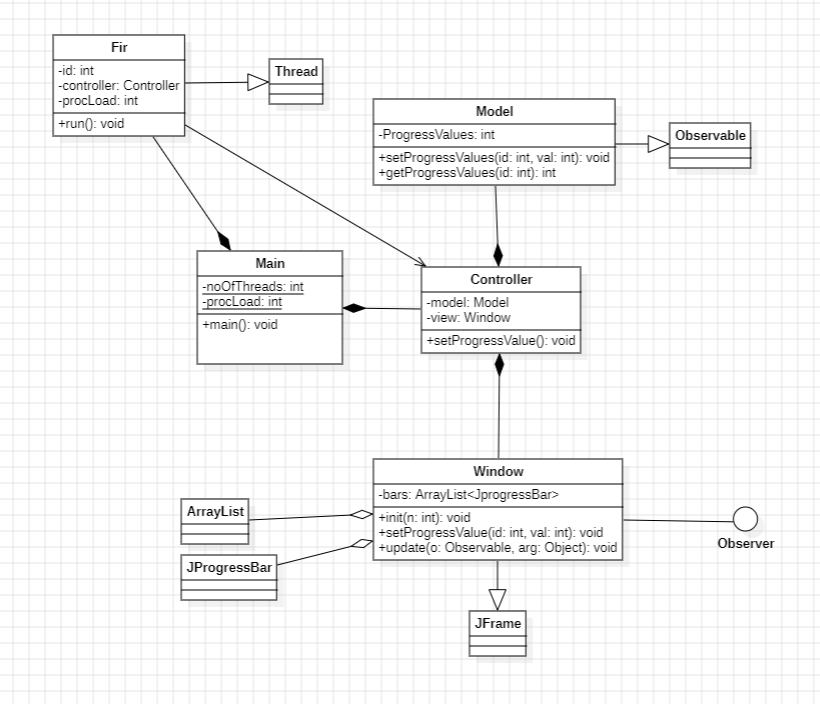 Fir
-id: int
-controller: Controller
-procLoad: int
+run(): void
Thread
Model
-ProgressValues: int
+setProgressValues(id: int, val: int): void
+getProgressValues(id: int): int
Observable
Main
-noOfThreads: int
-procLoad: int
+main(): void
Controller
-model: Model
-view: Window
+setProgressValue(): void
Window
-bars: ArrayList<JprogressBar>
+init(n: int): void
+setProgressValue(id: int, val: int): void
+update(o: Observable, arg: Object): void
ArrayList
JProgressBar
Observer
JFrame